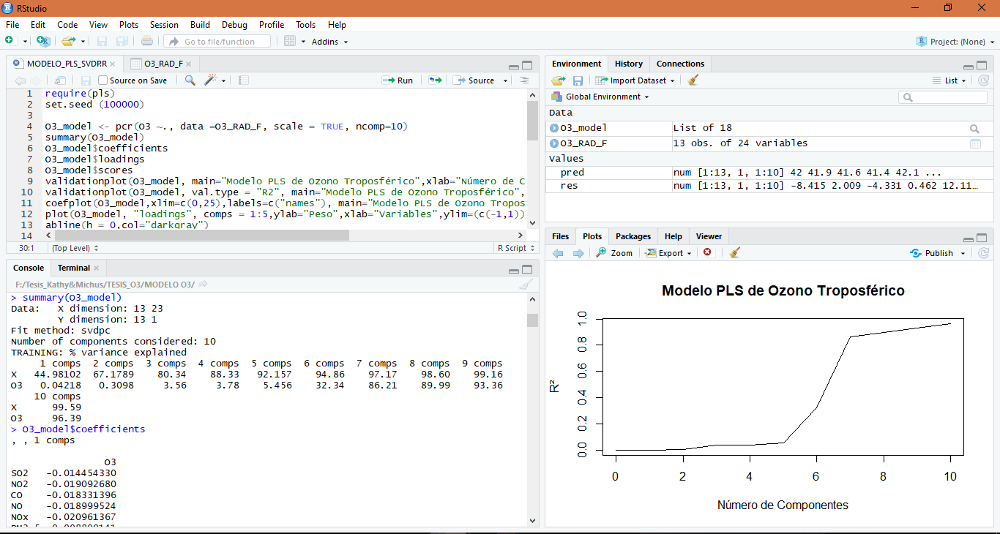 RStudio
File Edit Code View Plots Session Build Debug Profile Tools Help
Go to file/function Addins Project: (None)
MODELO_PLS_SVDRR O3_RAD_F
Source on Save Run Source
1 require(pls)
2 set.seed (100000)
3
4 O3_model <- pcr(O3 ~., data =O3_RAD_F, scale = TRUE, ncomp=10)
5 summary(O3_model)
6 O3_model$coefficients
7 O3_model$loadings
8 O3_model$scores
9 validationplot(O3_model, main="Modelo PLS de Ozono Troposférico",xlab="Número de C
10 validationplot(O3_model, val.type = "R2", main="Modelo PLS de Ozono Troposférico",
11 coefplot(O3_model,xlim=c(0,25),labels=c("names"), main="Modelo PLS de Ozono Tropos
12 plot(O3_model, "loadings", comps = 1:5,ylab="Peso",xlab="Variables",ylim=(c(-1,1))
13 abline(h = 0,col="darkgray")
14
30:1 (Top Level) R Script
Console Terminal
F:/Tesis_Kathy&Michus/TESIS_O3/MODELO O3/
> summary(O3_model)
Data: X dimension: 13 23
Y dimension: 13 1
Fit method: svdpc
Number of components considered: 10
TRAINING: % variance explained
1 comps 2 comps 3 comps 4 comps 5 comps 6 comps 7 comps 8 comps 9 comps
X 44.98102 67.1789 80.34 88.33 92.157 94.86 97.17 98.60 99.16
O3 0.04218 0.3098 3.56 3.78 5.456 32.34 86.21 89.99 93.36
10 comps
X 99.59
O3 96.39
> O3_model$coefficients
, , 1 comps
O3
SO2 -0.014454330
NO2 -0.019092680
CO -0.018331396
NO -0.018999524
NOx -0.020961367
Environment History Connections
Import Dataset List
Global Environment
Data
O3_model List of 18
O3_RAD_F 13 obs. of 24 variables
Values
pred num [1:13, 1, 1:10] 42 41.9 41.6 41.4 42.1 ...
res num [1:13, 1, 1:10] -8.415 2.009 -4.331 0.462 12.11…
Files Plots Packages Help Viewer
Zoom Export Publish
Modelo PLS de Ozono Troposférico
R²
1.0
0.8
0.6
0.4
0.2
0.0
0 2 4 6 8 10
Número de Componentes